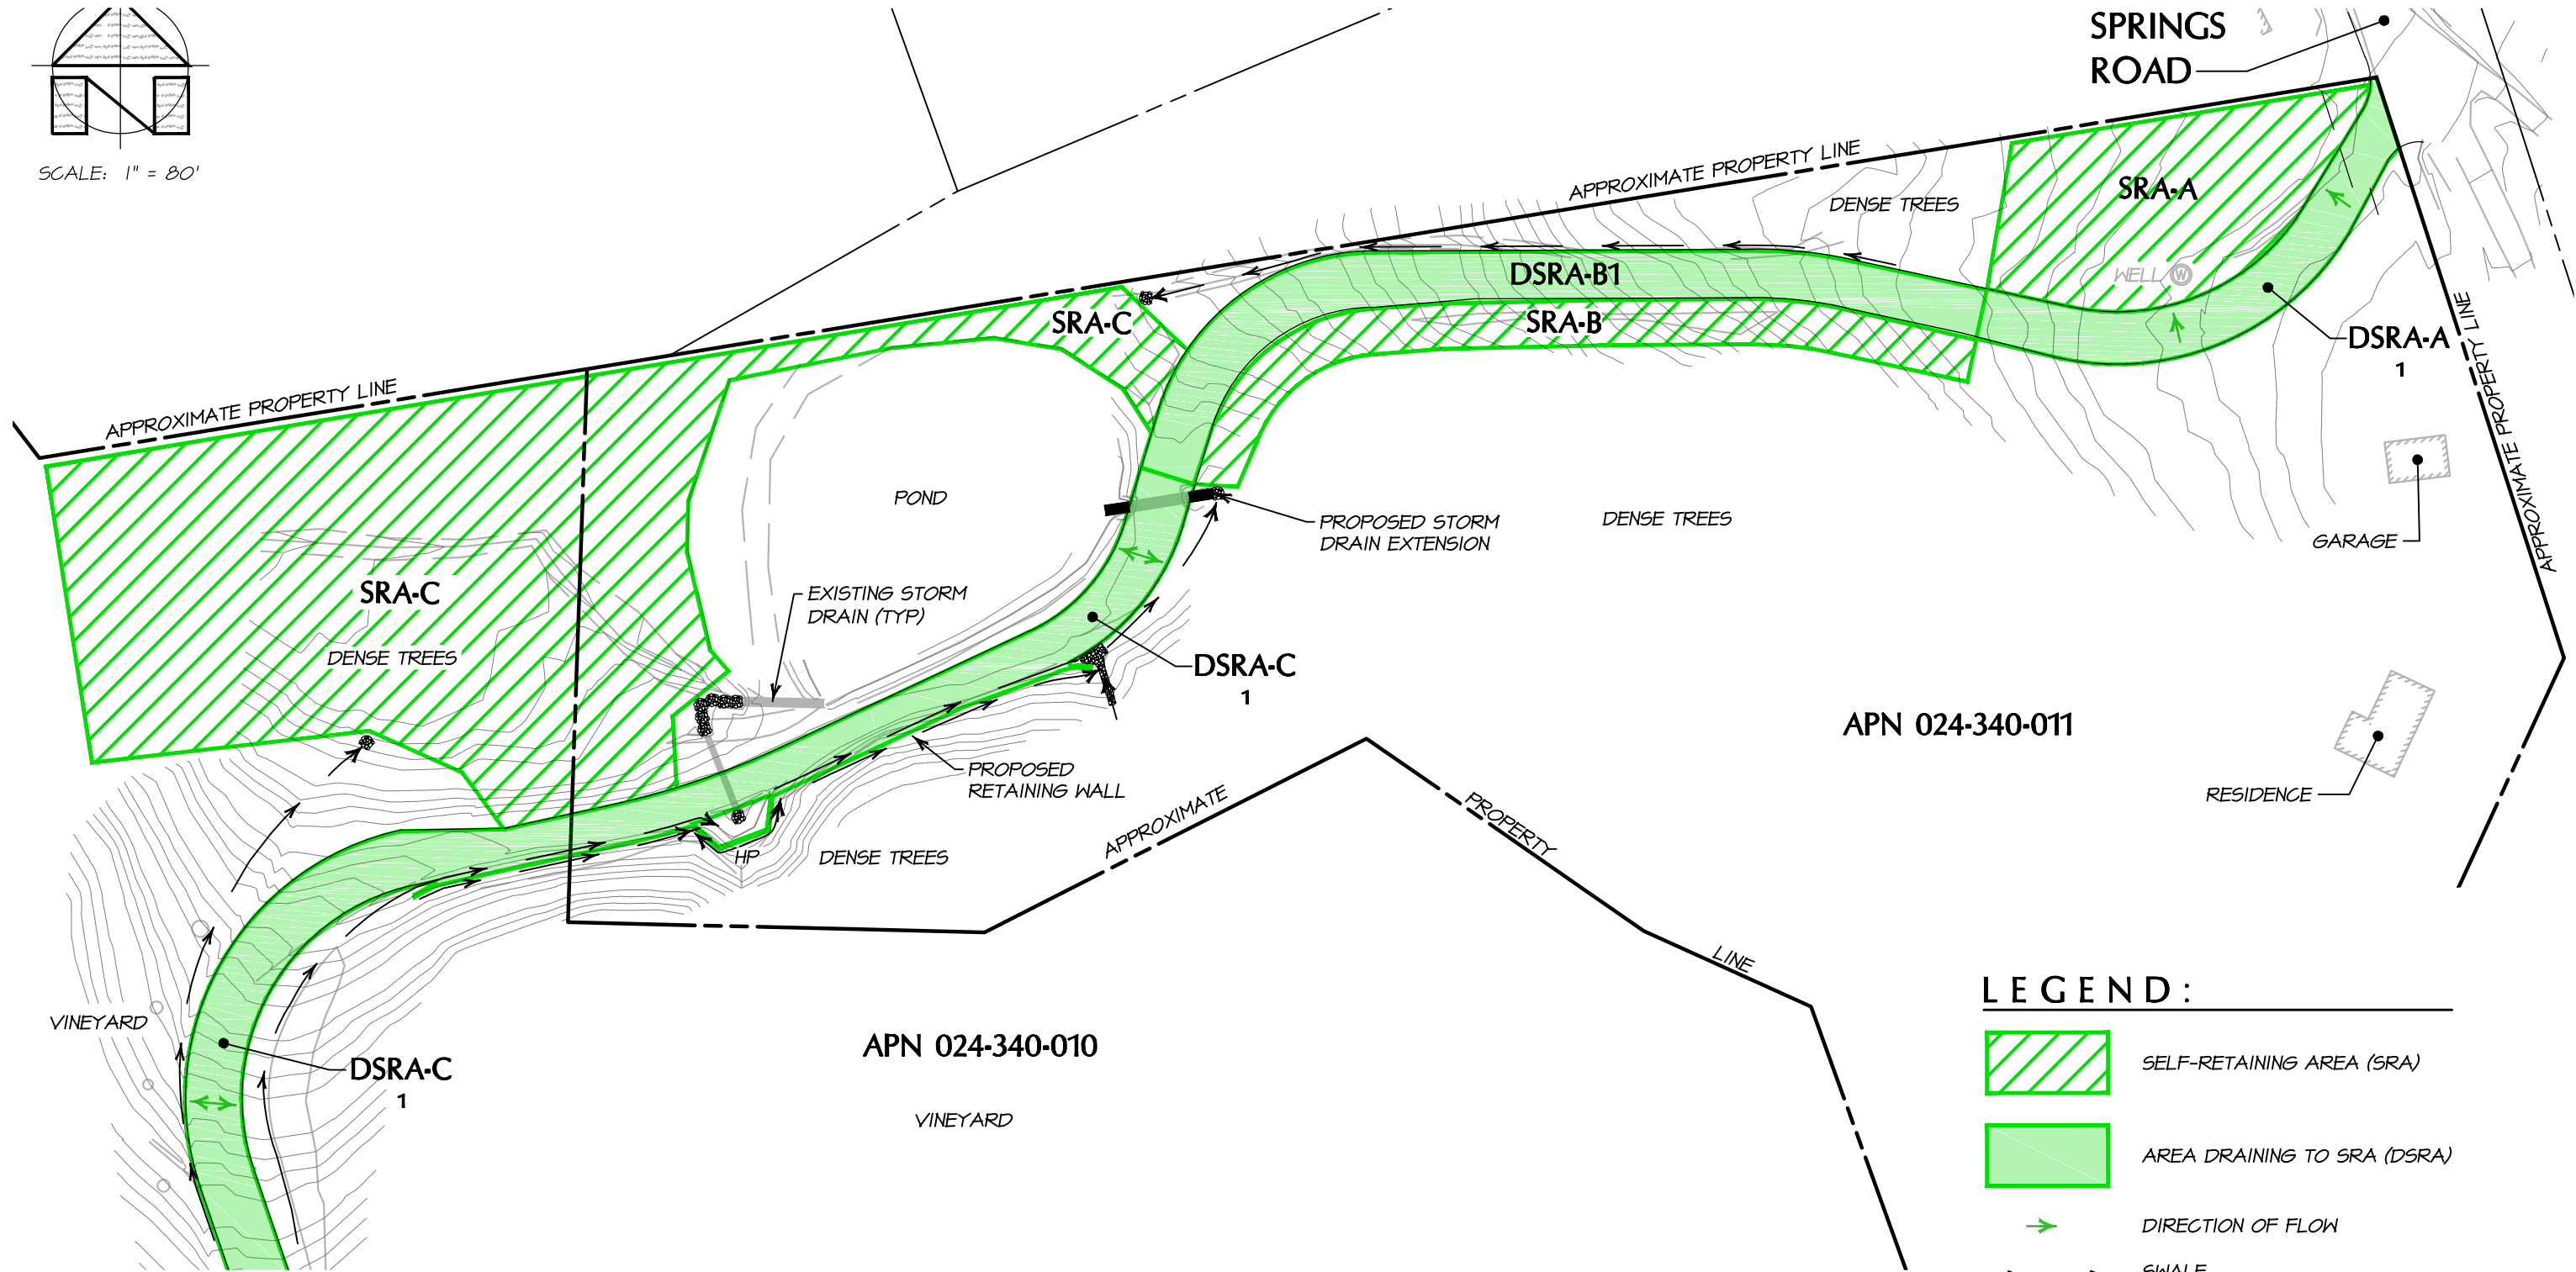 SPRINGS
ROAD
N
SCALE: 1" = 80'
APPROXIMATE PROPERTY LINE
DENSE TREES
SRA-A
WELL W
DSRA-B1
SRA-B
SRA-C
DSRA-A
1
APPROXIMATE PROPERTY LINE
APPROXIMATE PROPERTY LINE
POND
PROPOSED STORM
DRAIN EXTENSION
DENSE TREES
GARAGE
EXISTING STORM
DRAIN (TYP)
SRA-C
DENSE TREES
DSRA-C
1
APN 024-340-011
PROPOSED
RETAINING WALL
RESIDENCE
APPROXIMATE
PROPERTY
LINE
HP
DENSE TREES
VINEYARD
APN 024-340-010
DSRA-C
1
VINEYARD
LEGEND:
SELF-RETAINING AREA (SRA)
AREA DRAINING TO SRA (DSRA)
DIRECTION OF FLOW
SWALE